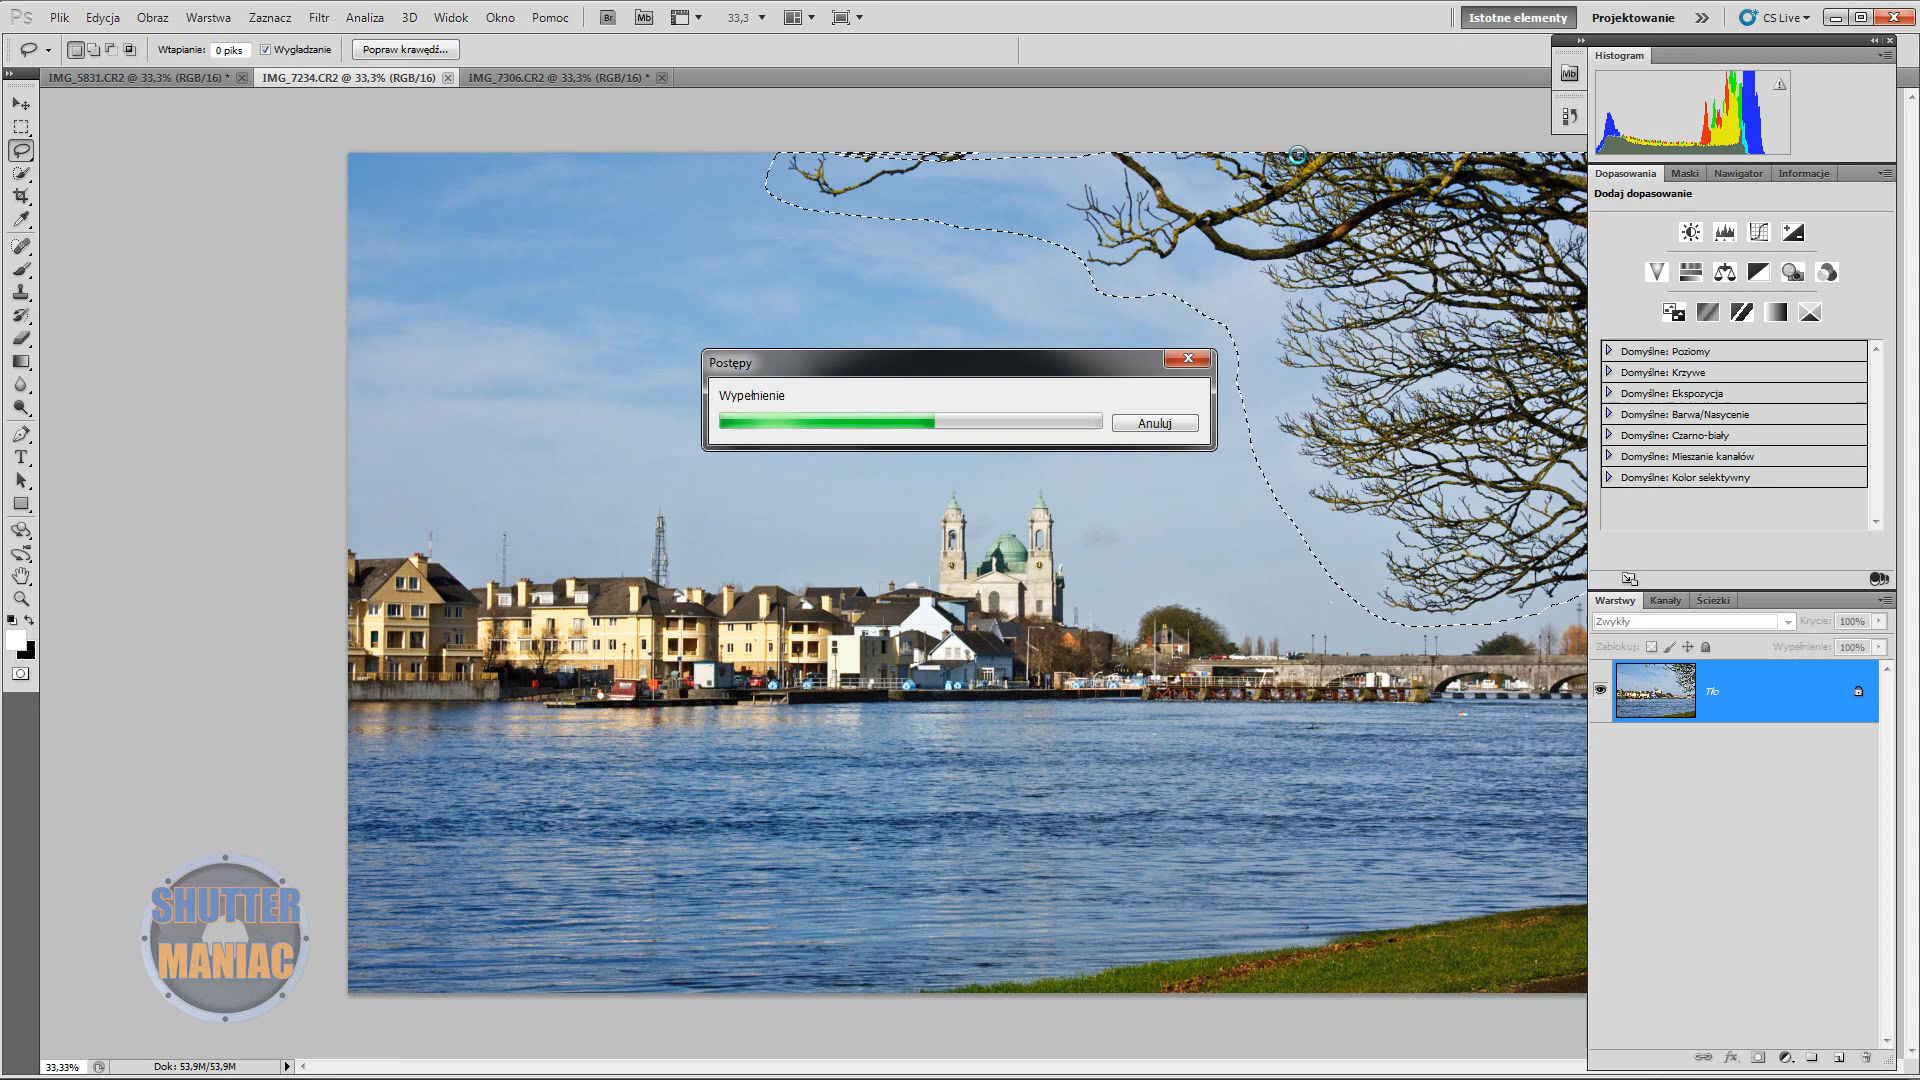 Ps Plik Edycja Obraz Warstwa Zaznacz Filtr Analiza 3D Widok Okno Pomoc Br Mb 33,3 Istotne elementy Projektowanie CS Live
Wtapianie: 0 piks Wygładzanie Popraw krawędź...
IMG_5831.CR2 @ 33,3% (RGB/16) * IMG_7234.CR2 @ 33,3% (RGB/16) IMG_7306.CR2 @ 33,3% (RGB/16) *
Histogram
Mb
Dopasowania Maski Nawigator Informacje
Dodaj dopasowanie
Domyślne: Poziomy
Domyślne: Krzywe
Domyślne: Ekspozycja
Domyślne: Barwa/Nasycenie
Domyślne: Czarno-biały
Domyślne: Mieszanie kanałów
Domyślne: Kolor selektywny
Postępy
Wypełnienie
Anuluj
Warstwy Kanały Ścieżki
Zwykły Krycie: 100%
Zablokuj: Wypełnienie: 100%
Tło
SHUTTER
MANIAC
33,33% Dok: 53,9M/53,9M
fx